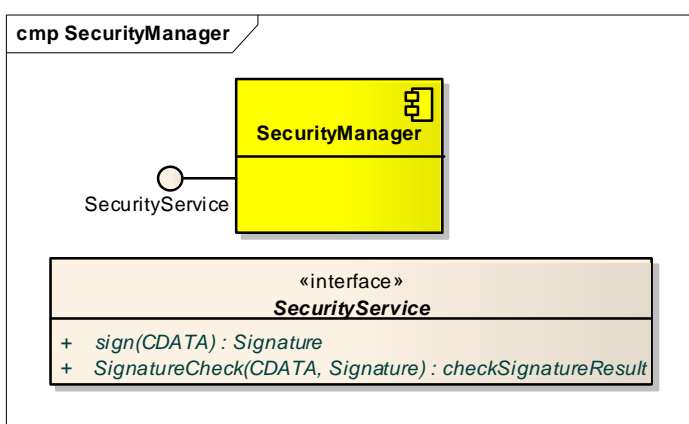 cmp SecurityManager
SecurityManager
SecurityService
«interface»
SecurityService
+ sign(CDATA) : Signature
+ SignatureCheck(CDATA, Signature) : checkSignatureResult